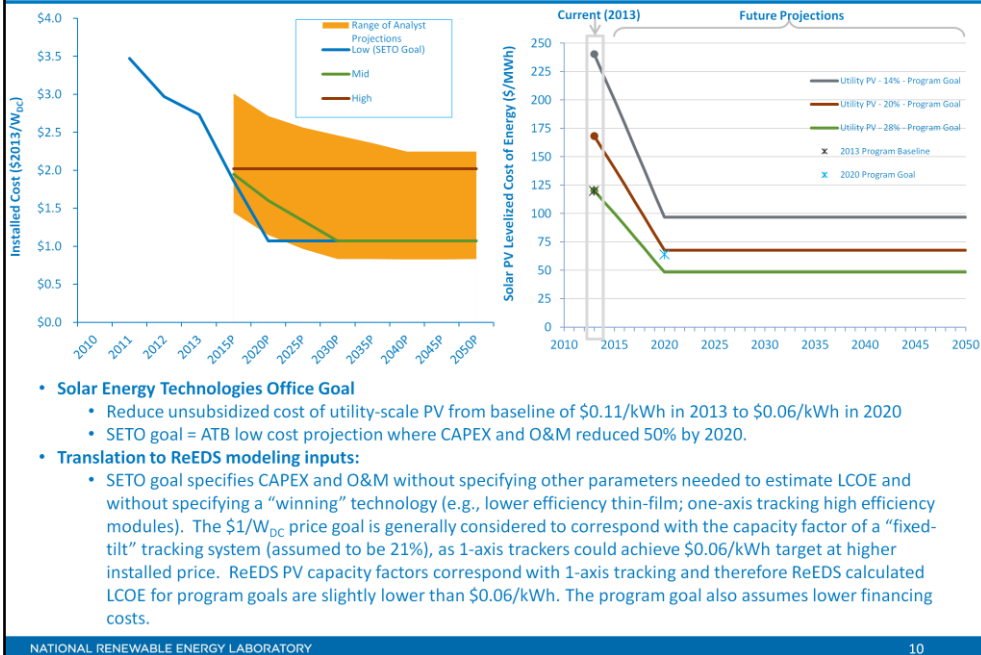 $4.0
$3.5
$3.0
$2.5
$2.0
$1.5
$1.0
$0.5
$0.0
Installed Cost ($2013/WDC)
2010
2011
2012
2013
2015P
2020P
2025P
2030P
2035P
2040P
2045P
2050P
Range of Analyst
Projections
Low (SETO Goal)
Mid
High
Current (2013)
Future Projections
250
225
200
175
150
125
100
75
50
25
0
Solar PV Levelized Cost of Energy ($/MWh)
2010
2015
2020
2025
2030
2035
2040
2045
2050
Utility PV - 14% - Program Goal
Utility PV - 20% - Program Goal
Utility PV - 28% - Program Goal
2013 Program Baseline
2020 Program Goal
• Solar Energy Technologies Office Goal
• Reduce unsubsidized cost of utility-scale PV from baseline of $0.11/kWh in 2013 to $0.06/kWh in 2020
• SETO goal = ATB low cost projection where CAPEX and O&M reduced 50% by 2020.
• Translation to ReEDS modeling inputs:
• SETO goal specifies CAPEX and O&M without specifying other parameters needed to estimate LCOE and
without specifying a “winning” technology (e.g., lower efficiency thin-film; one-axis tracking high efficiency
modules). The $1/WDC price goal is generally considered to correspond with the capacity factor of a “fixed-
tilt” tracking system (assumed to be 21%), as 1-axis trackers could achieve $0.06/kWh target at higher
installed price. ReEDS PV capacity factors correspond with 1-axis tracking and therefore ReEDS calculated
LCOE for program goals are slightly lower than $0.06/kWh. The program goal also assumes lower financing
costs.
NATIONAL RENEWABLE ENERGY LABORATORY
10